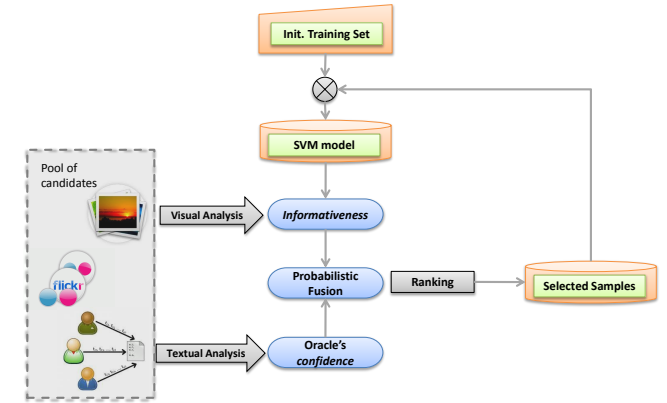 Init. Training Set
SVM model
Pool of
candidates
Visual Analysis
Informativeness
flickr
Probabilistic
Fusion
Ranking
Selected Samples
Textual Analysis
Oracle's
confidence